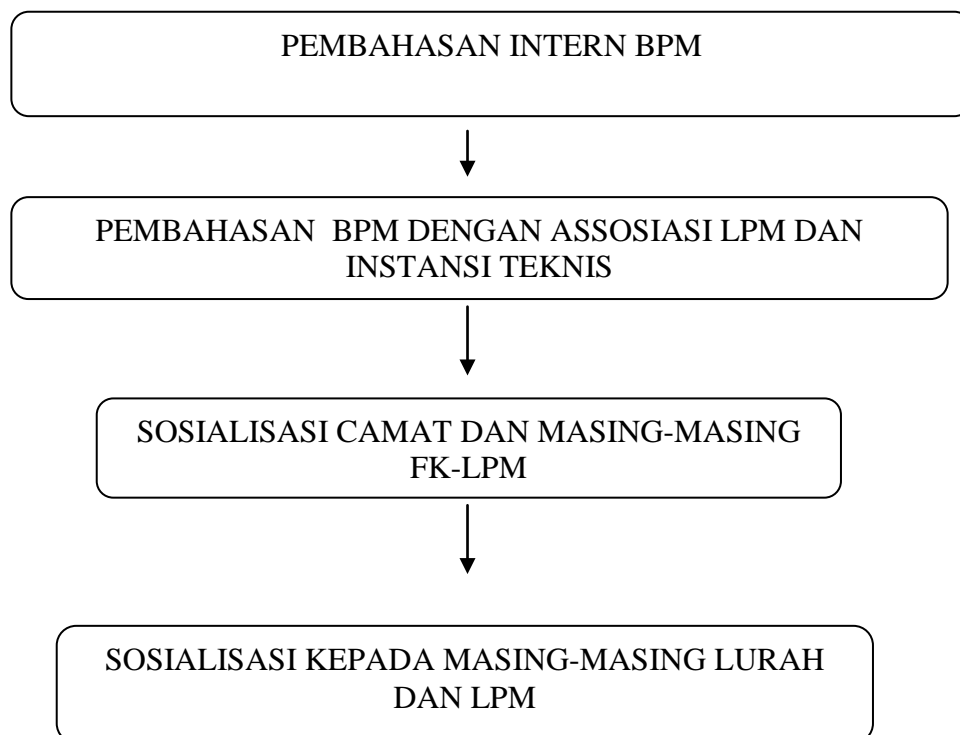 PEMBAHASAN INTERN BPM
PEMBAHASAN BPM DENGAN ASSOSIASI LPM DAN
INSTANSI TEKNIS
SOSIALISASI CAMAT DAN MASING-MASING
FK-LPM
SOSIALISASI KEPADA MASING-MASING LURAH
DAN LPM